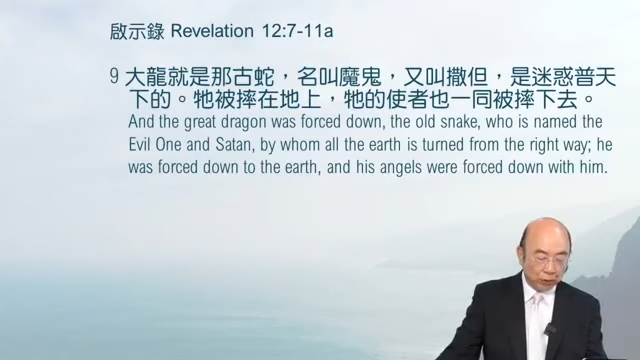 啟示錄 Revelation 12:7-11a
9 大龍就是那古蛇，名叫魔鬼，又叫撒但，是迷惑普天
下的。牠被摔在地上，牠的使者也一同被摔下去。
And the great dragon was forced down, the old snake, who is named the
Evil One and Satan, by whom all the earth is turned from the right way; he
was forced down to the earth, and his angels were forced down with him.